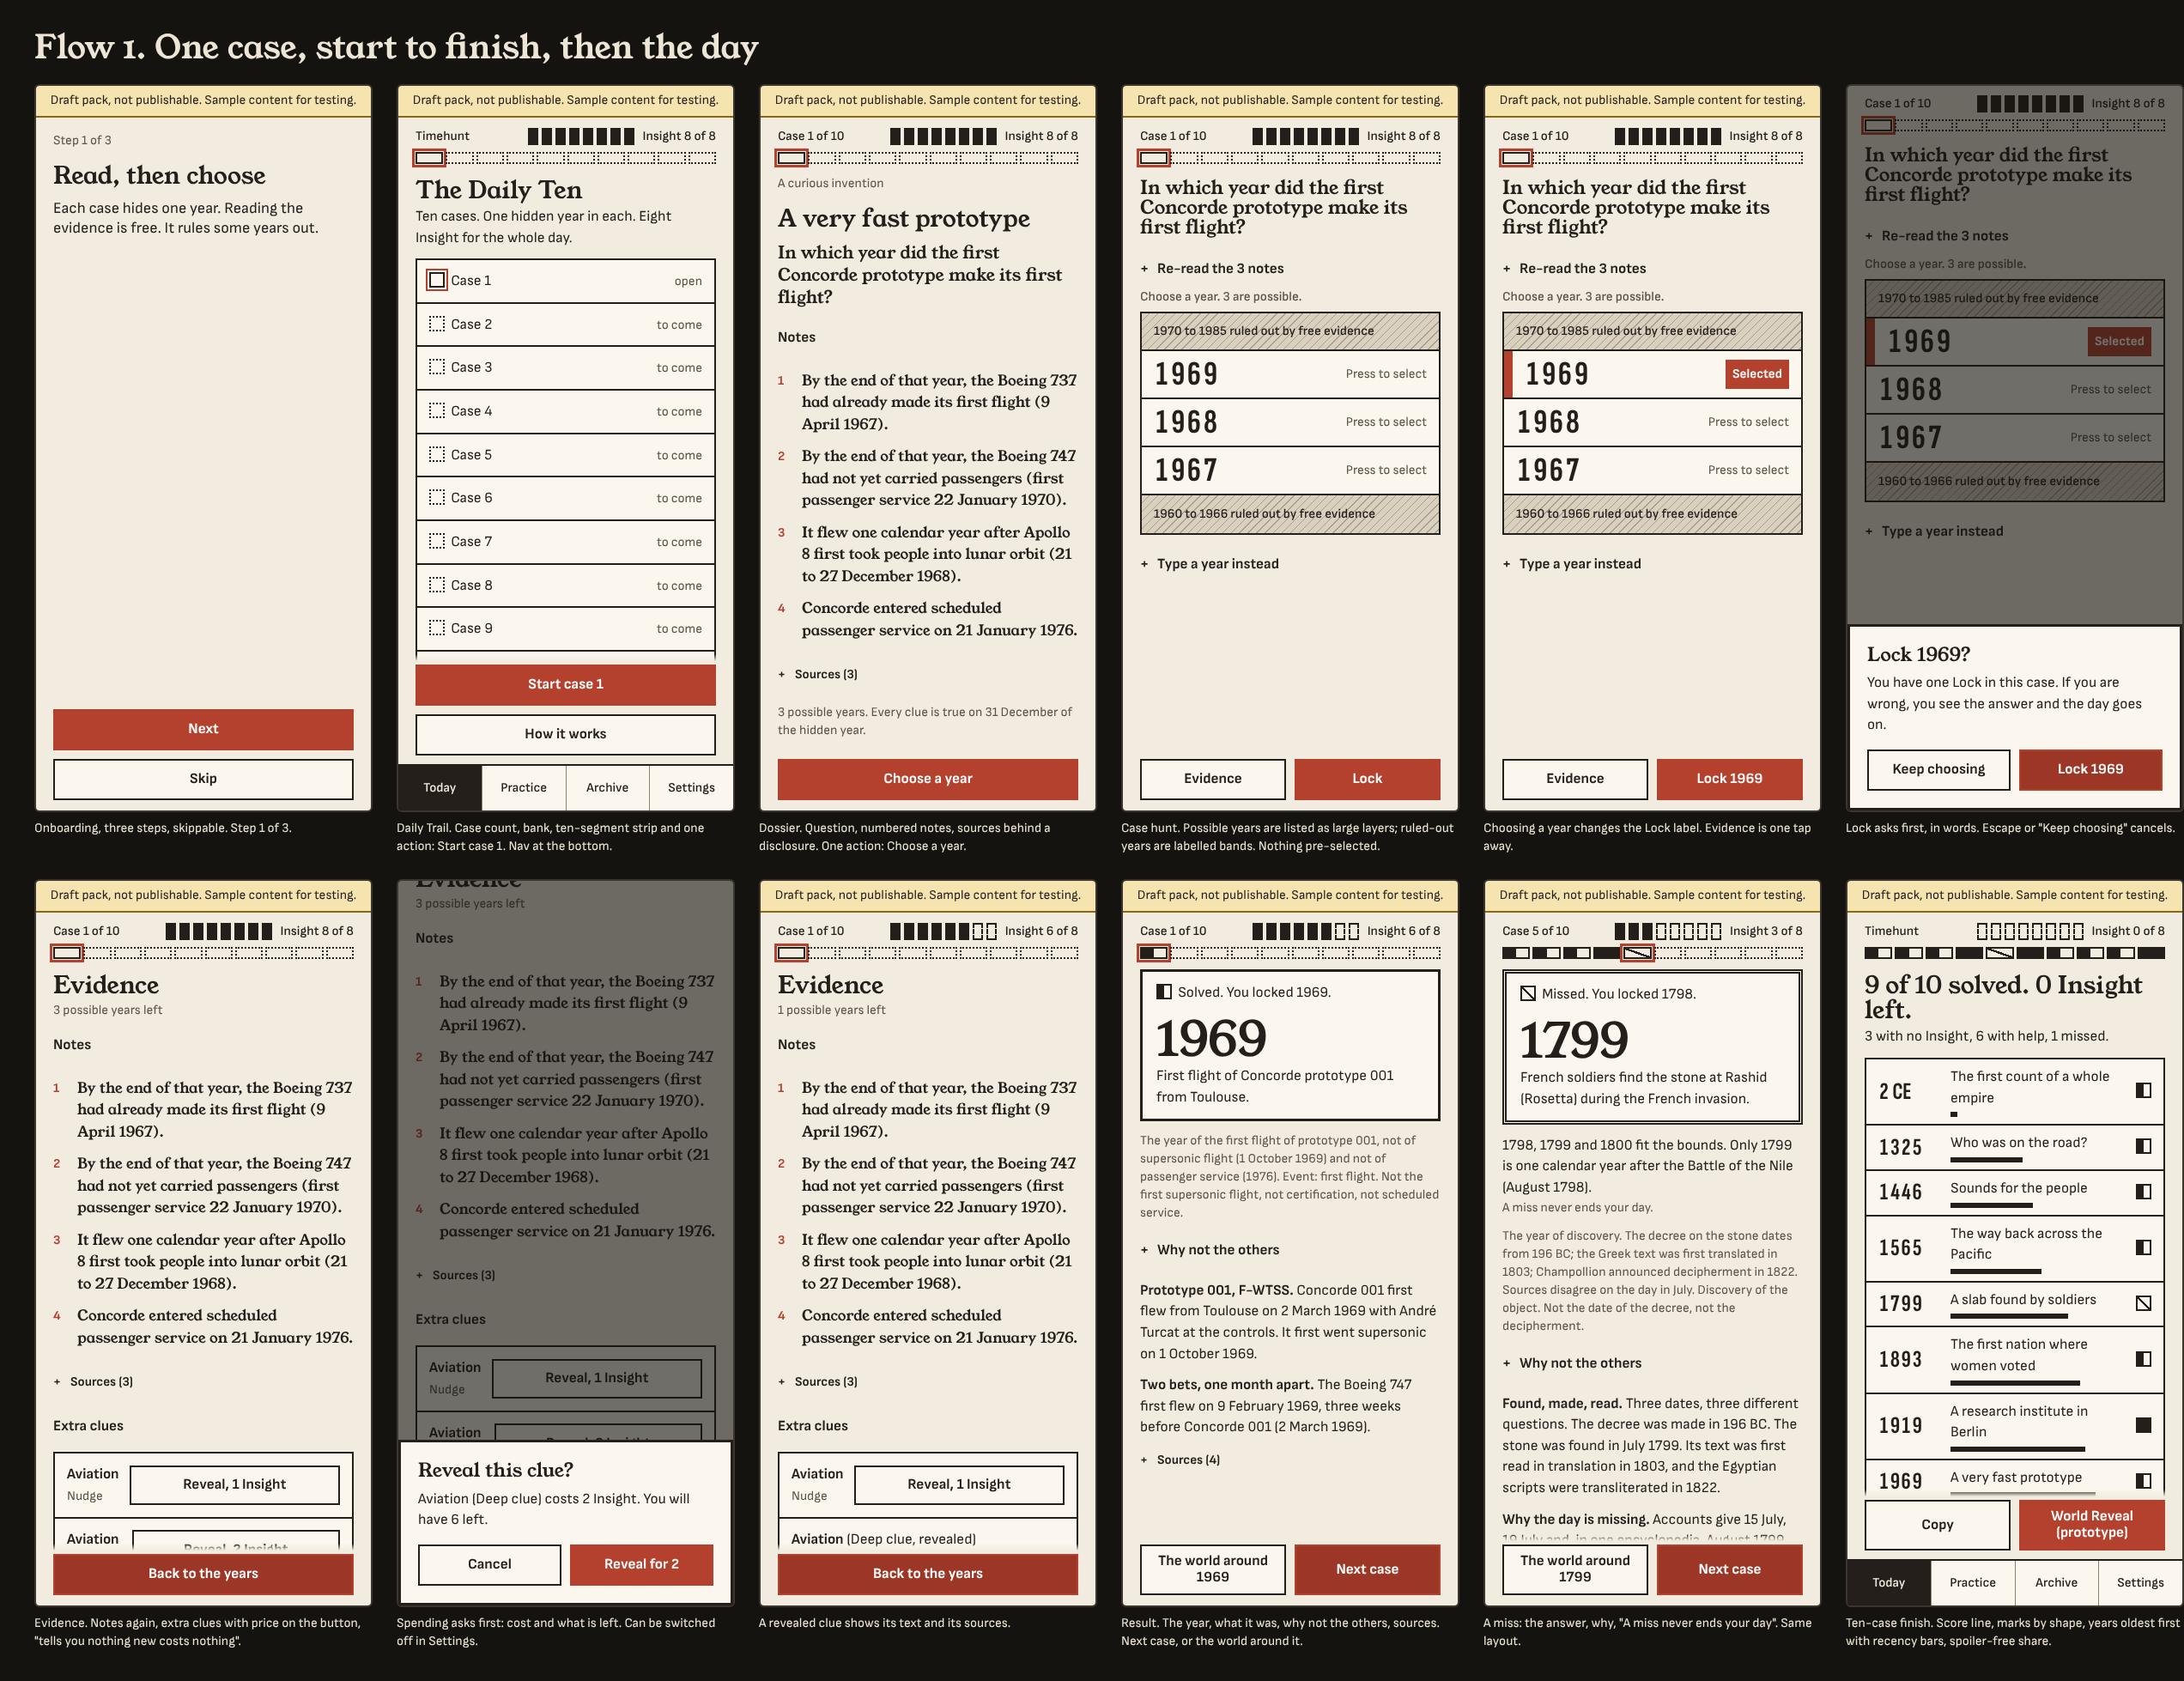 Flow 1. One case, start to finish, then the day
Draft pack, not publishable. Sample content for testing.
Step 1 of 3
Read, then choose
Each case hides one year. Reading the
evidence is free. It rules some years out.
Next
Skip
Onboarding, three steps, skippable. Step 1 of 3.
Draft pack, not publishable. Sample content for testing.
Timehunt
Insight 8 of 8
The Daily Ten
Ten cases. One hidden year in each. Eight
Insight for the whole day.
Case 1 open
Case 2 to come
Case 3 to come
Case 4 to come
Case 5 to come
Case 6 to come
Case 7 to come
Case 8 to come
Case 9 to come
Start case 1
How it works
Today Practice Archive Settings
Daily Trail. Case count, bank, ten-segment strip and one
action: Start case 1. Nav at the bottom.
Draft pack, not publishable. Sample content for testing.
Case 1 of 10
Insight 8 of 8
A curious invention
A very fast prototype
In which year did the first
Concorde prototype make its first
flight?
Notes
1 By the end of that year, the Boeing 737
had already made its first flight (9
April 1967).
2 By the end of that year, the Boeing 747
had not yet carried passengers (first
passenger service 22 January 1970).
3 It flew one calendar year after Apollo
8 first took people into lunar orbit (21
to 27 December 1968).
4 Concorde entered scheduled
passenger service on 21 January 1976.
+ Sources (3)
3 possible years. Every clue is true on 31 December of
the hidden year.
Choose a year
Dossier. Question, numbered notes, sources behind a
disclosure. One action: Choose a year.
Draft pack, not publishable. Sample content for testing.
Case 1 of 10
Insight 8 of 8
In which year did the first
Concorde prototype make its
first flight?
+ Re-read the 3 notes
Choose a year. 3 are possible.
1970 to 1985 ruled out by free evidence
1969 Press to select
1968 Press to select
1967 Press to select
1960 to 1966 ruled out by free evidence
+ Type a year instead
Evidence Lock
Case hunt. Possible years are listed as large layers; ruled-out
years are labelled bands. Nothing pre-selected.
Draft pack, not publishable. Sample content for testing.
Case 1 of 10
Insight 8 of 8
In which year did the first
Concorde prototype make its
first flight?
+ Re-read the 3 notes
Choose a year. 3 are possible.
1970 to 1985 ruled out by free evidence
1969 Selected
1968 Press to select
1967 Press to select
1960 to 1966 ruled out by free evidence
+ Type a year instead
Evidence Lock 1969
Choosing a year changes the Lock label. Evidence is one tap
away.
Case 1 of 10
Insight 8 of 8
In which year did the first
Concorde prototype make its
first flight?
+ Re-read the 3 notes
Choose a year. 3 are possible.
1970 to 1985 ruled out by free evidence
1969 Selected
1968 Press to select
1967 Press to select
1960 to 1966 ruled out by free evidence
+ Type a year instead
Lock 1969?
You have one Lock in this case. If you are
wrong, you see the answer and the day goes
on.
Keep choosing Lock 1969
Lock asks first, in words. Escape or "Keep choosing" cancels.
Draft pack, not publishable. Sample content for testing.
Case 1 of 10
Insight 8 of 8
Evidence
3 possible years left
Notes
1 By the end of that year, the Boeing 737
had already made its first flight (9
April 1967).
2 By the end of that year, the Boeing 747
had not yet carried passengers (first
passenger service 22 January 1970).
3 It flew one calendar year after Apollo
8 first took people into lunar orbit (21
to 27 December 1968).
4 Concorde entered scheduled
passenger service on 21 January 1976.
+ Sources (3)
Extra clues
Aviation
Nudge
Reveal, 1 Insight
Aviation
Reveal, 2 Insight
Back to the years
Evidence. Notes again, extra clues with price on the button,
"tells you nothing new costs nothing".
Evidence
3 possible years left
Notes
1 By the end of that year, the Boeing 737
had already made its first flight (9
April 1967).
2 By the end of that year, the Boeing 747
had not yet carried passengers (first
passenger service 22 January 1970).
3 It flew one calendar year after Apollo
8 first took people into lunar orbit (21
to 27 December 1968).
4 Concorde entered scheduled
passenger service on 21 January 1976.
+ Sources (3)
Extra clues
Aviation
Nudge
Reveal, 1 Insight
Aviation
Reveal this clue?
Aviation (Deep clue) costs 2 Insight. You will
have 6 left.
Cancel Reveal for 2
Spending asks first: cost and what is left. Can be switched
off in Settings.
Draft pack, not publishable. Sample content for testing.
Case 1 of 10
Insight 6 of 8
Evidence
1 possible years left
Notes
1 By the end of that year, the Boeing 737
had already made its first flight (9
April 1967).
2 By the end of that year, the Boeing 747
had not yet carried passengers (first
passenger service 22 January 1970).
3 It flew one calendar year after Apollo
8 first took people into lunar orbit (21
to 27 December 1968).
4 Concorde entered scheduled
passenger service on 21 January 1976.
+ Sources (3)
Extra clues
Aviation
Nudge
Reveal, 1 Insight
Aviation (Deep clue, revealed)
Back to the years
A revealed clue shows its text and its sources.
Draft pack, not publishable. Sample content for testing.
Case 1 of 10
Insight 6 of 8
Solved. You locked 1969.
1969
First flight of Concorde prototype 001
from Toulouse.
The year of the first flight of prototype 001, not of
supersonic flight (1 October 1969) and not of
passenger service (1976). Event: first flight. Not the
first supersonic flight, not certification, not scheduled
service.
+ Why not the others
Prototype 001, F-WTSS. Concorde 001 first
flew from Toulouse on 2 March 1969 with André
Turcat at the controls. It first went supersonic
on 1 October 1969.
Two bets, one month apart. The Boeing 747
first flew on 9 February 1969, three weeks
before Concorde 001 (2 March 1969).
+ Sources (4)
The world around
1969
Next case
Result. The year, what it was, why not the others, sources.
Next case, or the world around it.
Draft pack, not publishable. Sample content for testing.
Case 5 of 10
Insight 3 of 8
Missed. You locked 1798.
1799
French soldiers find the stone at Rashid
(Rosetta) during the French invasion.
1798, 1799 and 1800 fit the bounds. Only 1799
is one calendar year after the Battle of the Nile
(August 1798).
A miss never ends your day.
The year of discovery. The decree on the stone dates
from 196 BC; the Greek text was first translated in
1803; Champollion announced decipherment in 1822.
Sources disagree on the day in July. Discovery of the
object. Not the date of the decree, not the
decipherment.
+ Why not the others
Found, made, read. Three dates, three different
questions. The decree was made in 196 BC. The
stone was found in July 1799. Its text was first
read in translation in 1803, and the Egyptian
scripts were transliterated in 1822.
Why the day is missing. Accounts give 15 July,
19 July and, in one encyclopedia, August 1799.
The world around
1799
Next case
A miss: the answer, why, "A miss never ends your day". Same
layout.
Draft pack, not publishable. Sample content for testing.
Timehunt
Insight 0 of 8
9 of 10 solved. 0 Insight
left.
3 with no Insight, 6 with help, 1 missed.
2 CE The first count of a whole
empire
1325 Who was on the road?
1446 Sounds for the people
1565 The way back across the
Pacific
1799 A slab found by soldiers
1893 The first nation where
women voted
1919 A research institute in
Berlin
1969 A very fast prototype
Copy
World Reveal
(prototype)
Today Practice Archive Settings
Ten-case finish. Score line, marks by shape, years oldest first
with recency bars, spoiler-free share.